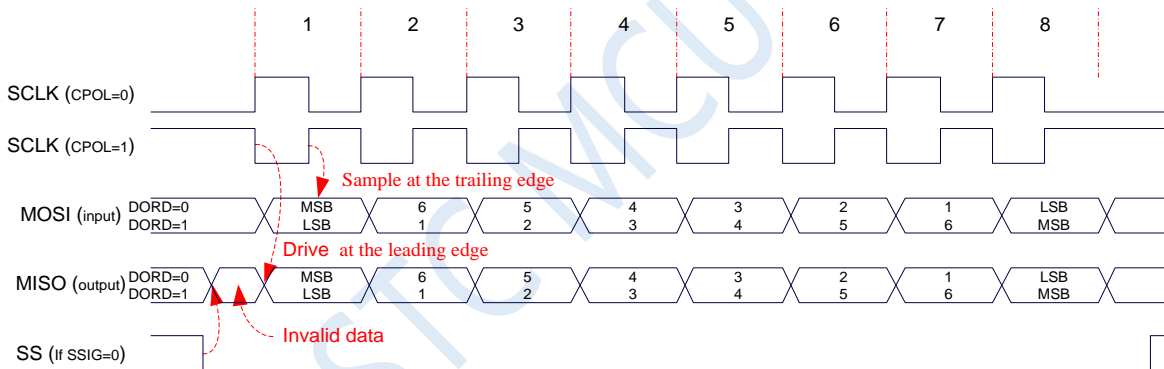 1 2 3 4 5 6 7 8
SCLK (CPOL=0)
SCLK (CPOL=1)
Sample at the trailing edge
MOSI (input) DORD=0 MSB 6 5 4 3 2 1 LSB
DORD=1 LSB 1 2 3 4 5 6 MSB
Drive at the leading edge
MISO (output) DORD=0 MSB 6 5 4 3 2 1 LSB
DORD=1 LSB 1 2 3 4 5 6 MSB
Invalid data
SS (If SSIG=0)
STC MCU